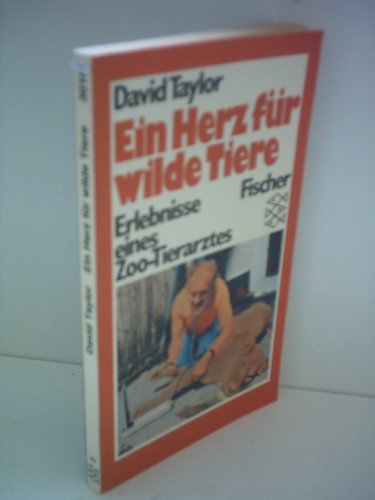 David Taylor
Ein Herz für
wilde Tiere
Erlebnisse
eines
Zoo-Tierarztes
Fischer
David Taylor Ein Herz für wilde Tiere